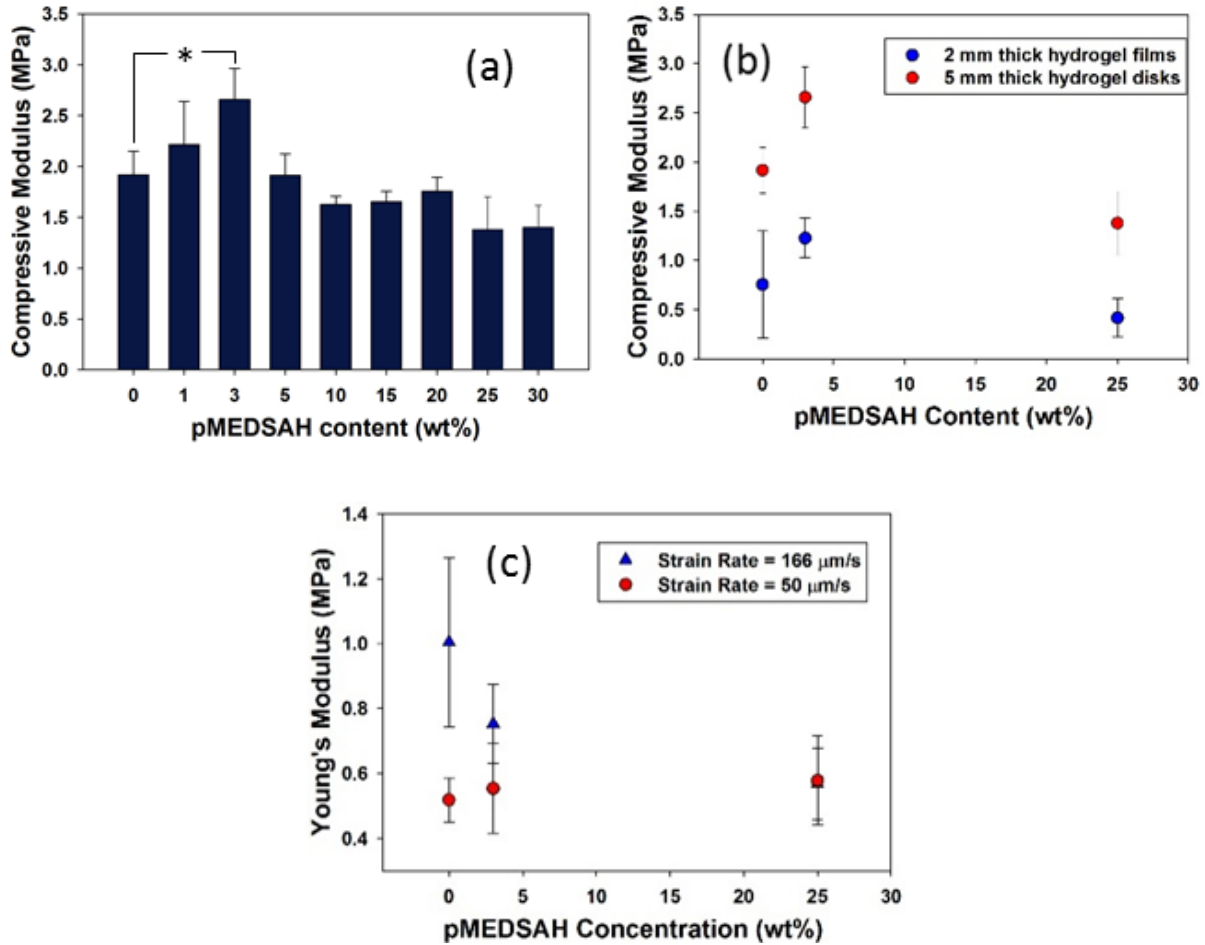 (a)
*
Compressive Modulus (MPa)
3.5
3.0
2.5
2.0
1.5
1.0
0.5
0.0
0 1 3 5 10 15 20 25 30
pMEDSAH content (wt%)
(b)
2 mm thick hydrogel films
5 mm thick hydrogel disks
Compressive Modulus (MPa)
3.5
3.0
2.5
2.0
1.5
1.0
0.5
0.0
0 5 10 15 20 25 30
pMEDSAH Content (wt%)
(c)
Strain Rate = 166 μm/s
Strain Rate = 50 μm/s
Young's Modulus (MPa)
1.4
1.2
1.0
0.8
0.6
0.4
0 5 10 15 20 25 30
pMEDSAH Concentration (wt%)